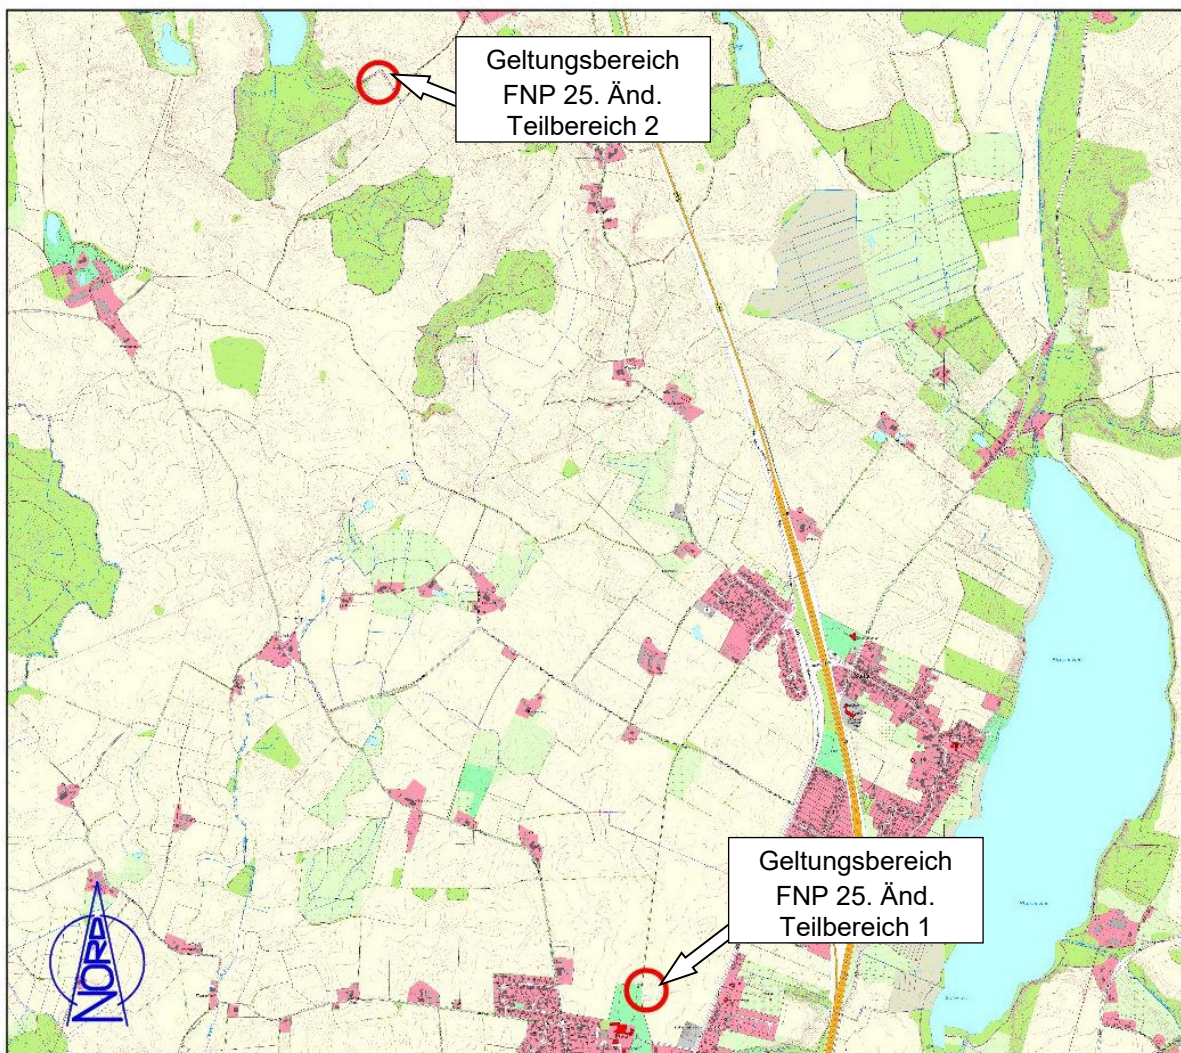 Geltungsbereich
FNP 25. Änd.
Teilbereich 2
Geltungsbereich
FNP 25. Änd.
Teilbereich 1
NORD